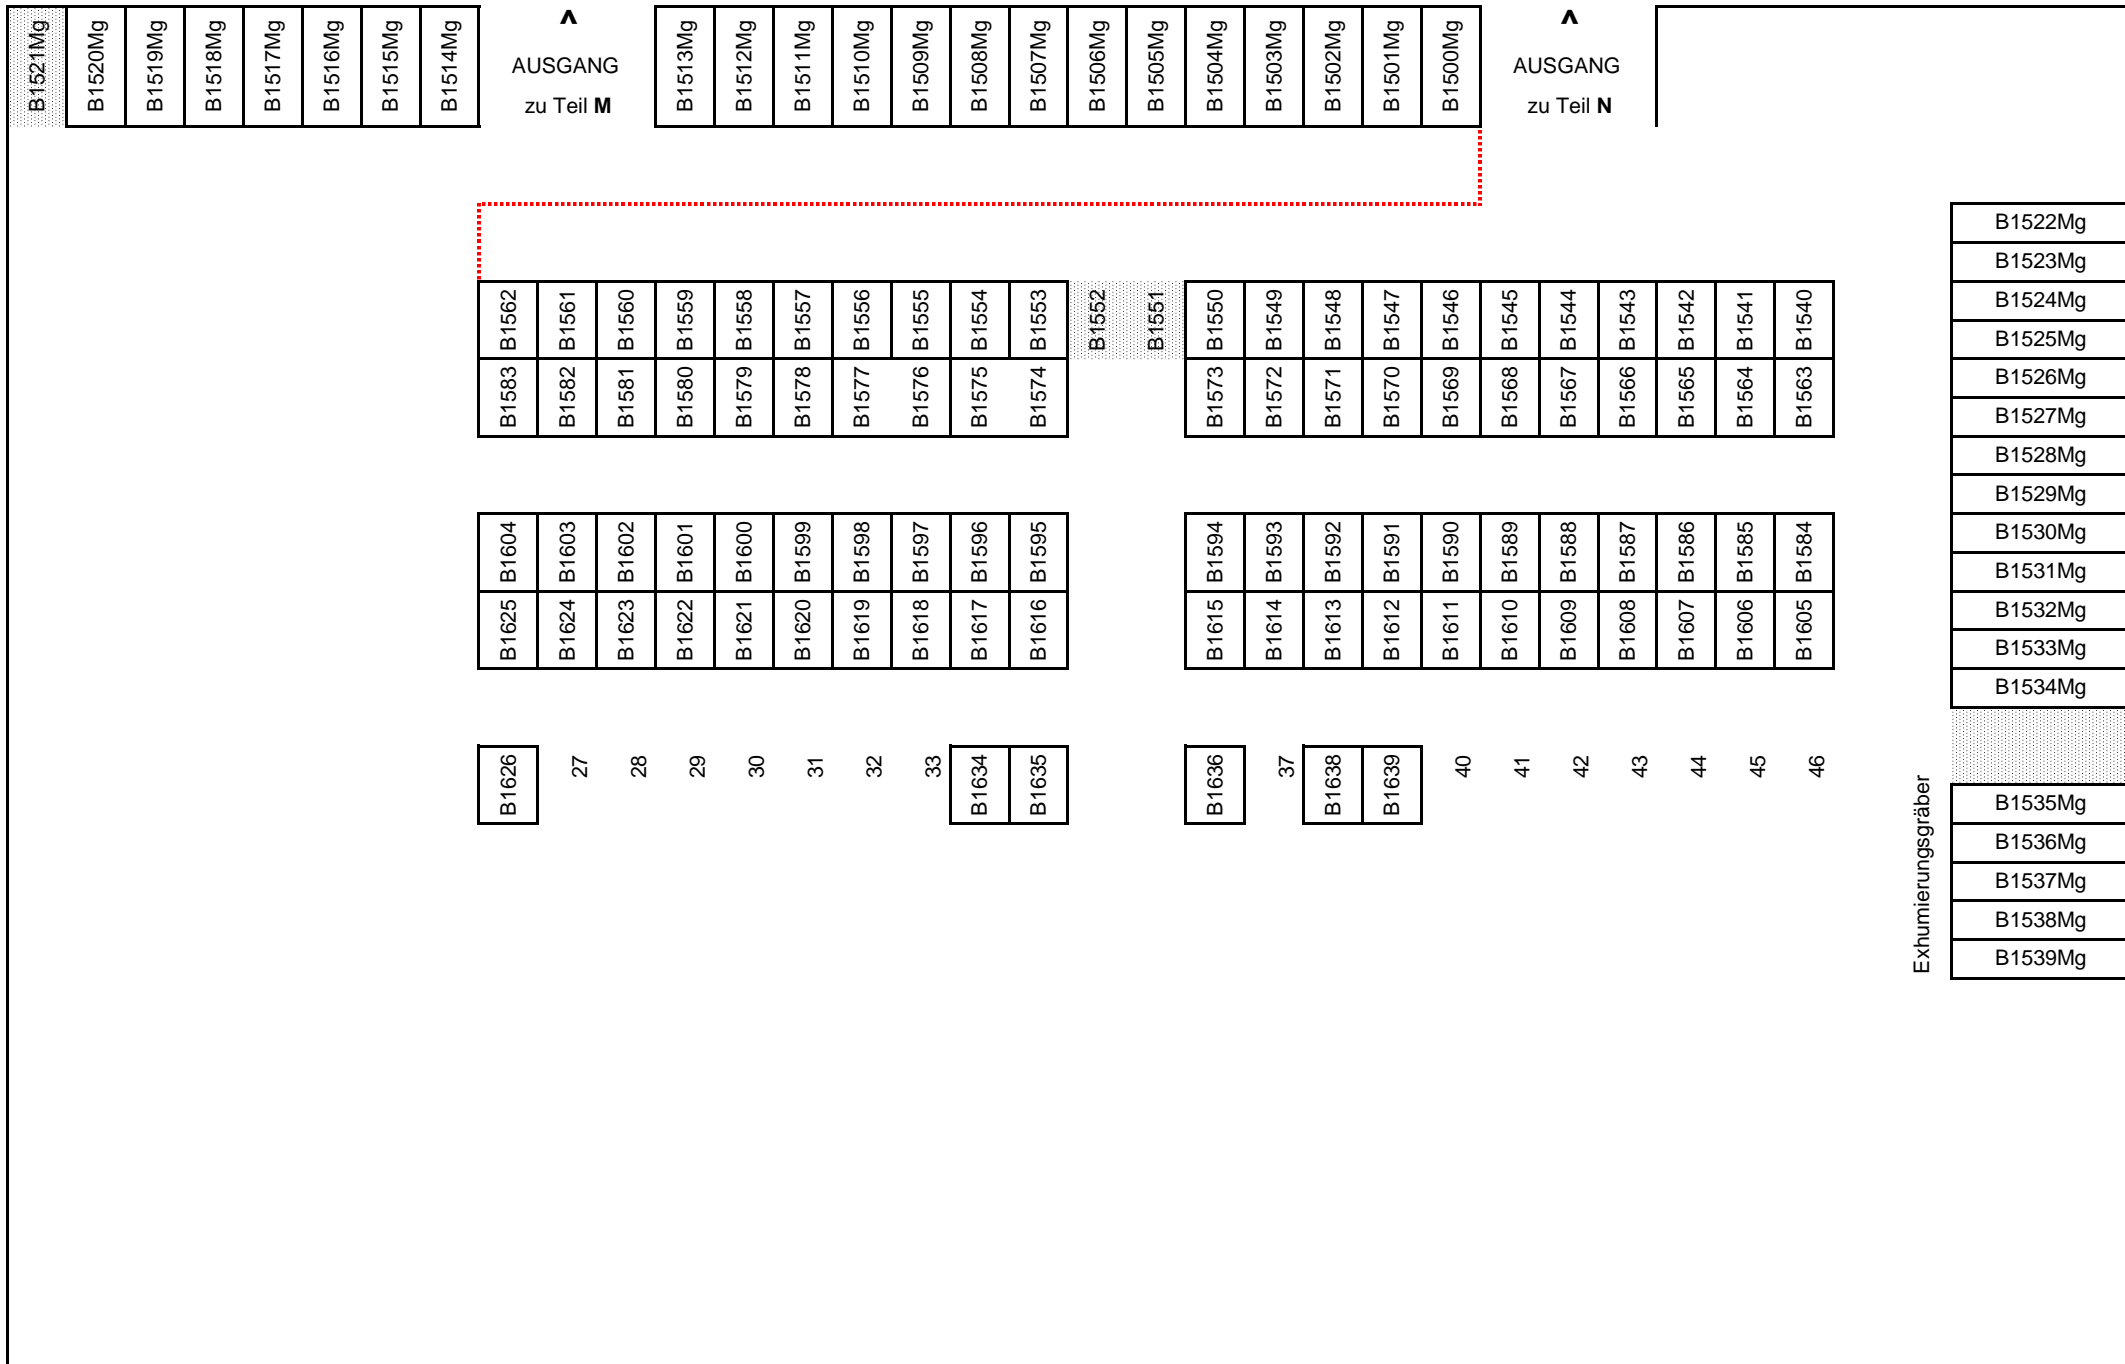 B1521Mg B1520Mg B1519Mg B1518Mg B1517Mg B1516Mg B1515Mg B1514Mg
^
AUSGANG
zu Teil M
B1513Mg B1512Mg B1511Mg B1510Mg B1509Mg B1508Mg B1507Mg B1506Mg B1505Mg B1504Mg B1503Mg B1502Mg B1501Mg B1500Mg
^
AUSGANG
zu Teil N
B1562 B1561 B1560 B1559 B1558 B1557 B1556 B1555 B1554 B1553 B1552 B1551 B1550 B1549 B1548 B1547 B1546 B1545 B1544 B1543 B1542 B1541 B1540
B1583 B1582 B1581 B1580 B1579 B1578 B1577 B1576 B1575 B1574 B1573 B1572 B1571 B1570 B1569 B1568 B1567 B1566 B1565 B1564 B1563
B1604 B1603 B1602 B1601 B1600 B1599 B1598 B1597 B1596 B1595 B1594 B1593 B1592 B1591 B1590 B1589 B1588 B1587 B1586 B1585 B1584
B1625 B1624 B1623 B1622 B1621 B1620 B1619 B1618 B1617 B1616 B1615 B1614 B1613 B1612 B1611 B1610 B1609 B1608 B1607 B1606 B1605
B1626 27 28 29 30 31 32 33 B1634 B1635 B1636 37 B1638 B1639 40 41 42 43 44 45 46
B1522Mg
B1523Mg
B1524Mg
B1525Mg
B1526Mg
B1527Mg
B1528Mg
B1529Mg
B1530Mg
B1531Mg
B1532Mg
B1533Mg
B1534Mg
Exhumierungsgräber
B1535Mg
B1536Mg
B1537Mg
B1538Mg
B1539Mg